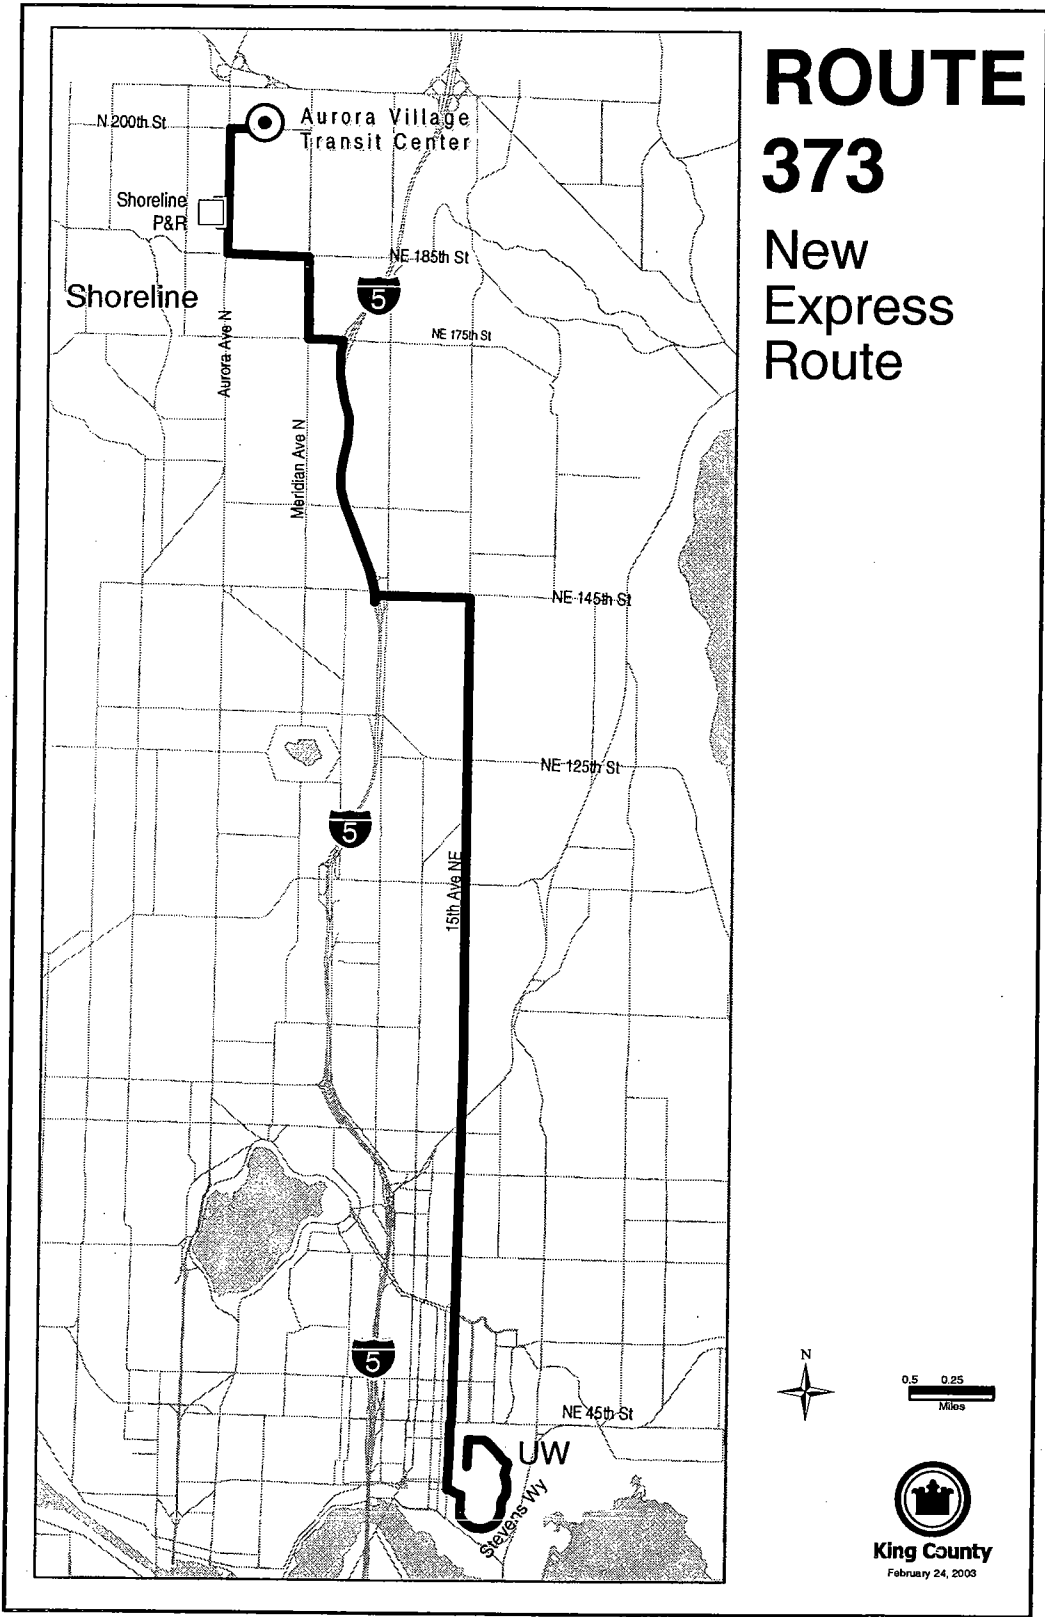 ROUTE
373
New
Express
Route
N 200th St
Aurora Village
Transit Center
Shoreline
P&R
NE 185th St
5
Shoreline
Aurora Ave N
NE 175th St
Meridian Ave N
NE 145th St
NE 125th St
5
15th Ave NE
5
NE 45th St
UW
Stevens Wy
N
0.5 0.25
Miles
King County
February 24, 2003